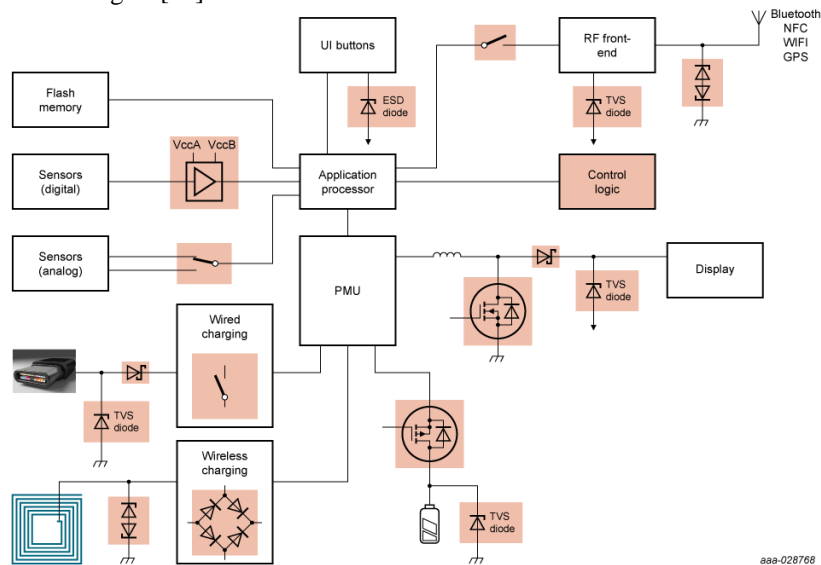 Bluetooth
NFC
WIFI
GPS
UI buttons
RF front-
end
Flash
memory
ESD
diode
TVS
diode
VccA VccB
Sensors
(digital)
Application
processor
Control
logic
Sensors
(analog)
PMU
Display
TVS
diode
Wired
charging
TVS
diode
Wireless
charging
TVS
diode
aaa-028768